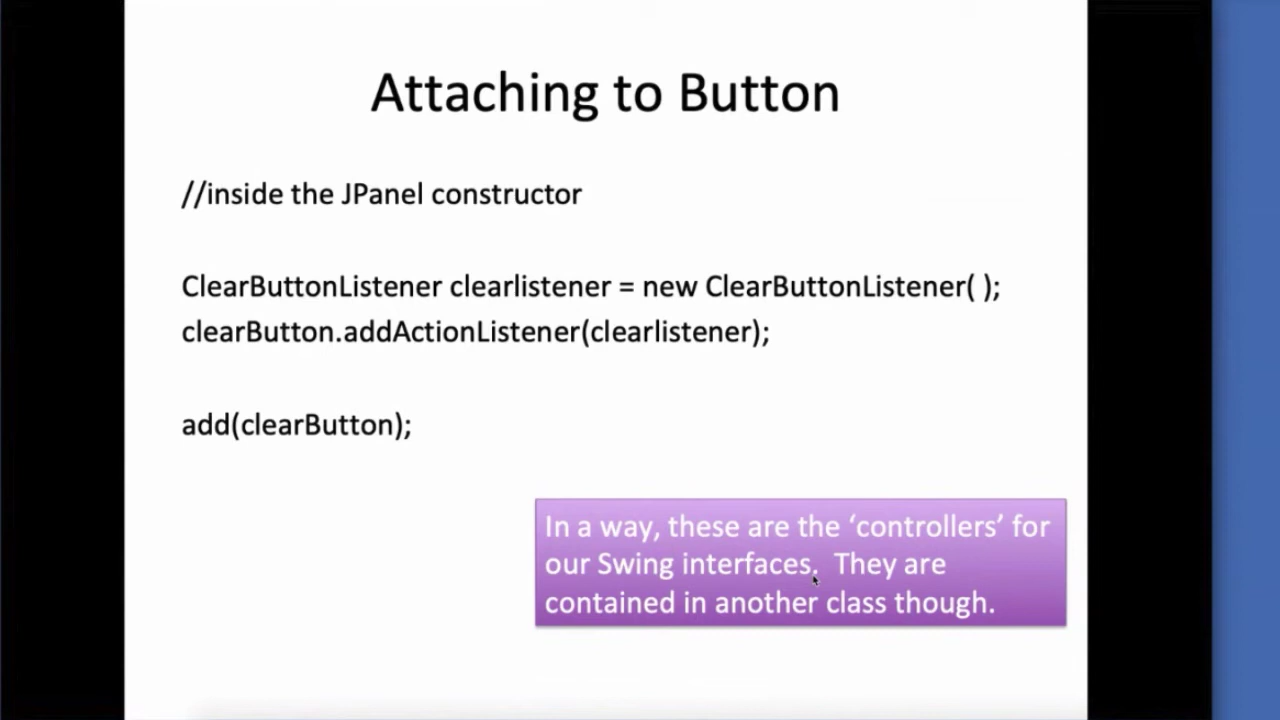 Attaching to Button
//inside the JPanel constructor
ClearButtonListener clearlistener = new ClearButtonListener( );
clearButton.addActionListener(clearlistener);
add(clearButton);
In a way, these are the ‘controllers’ for
our Swing interfaces.  They are
contained in another class though.